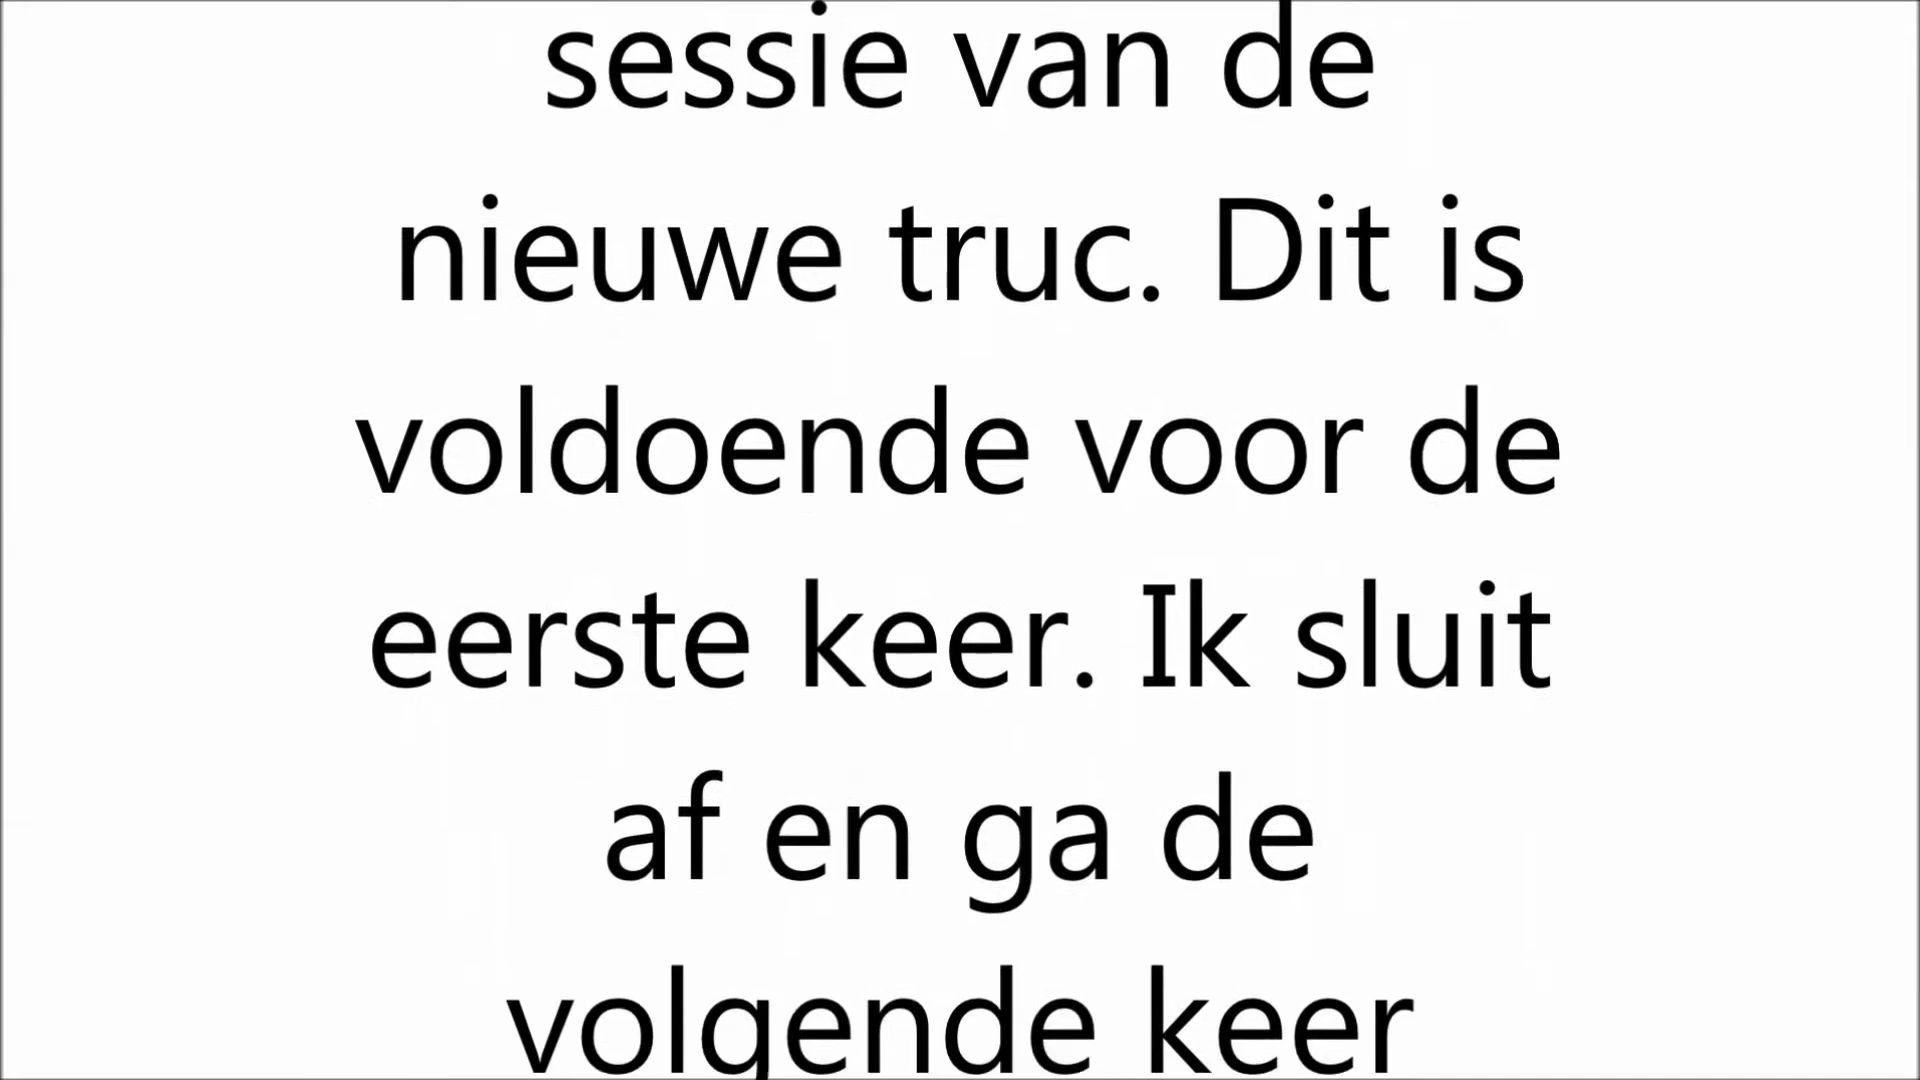 sessie van de
nieuwe truc. Dit is
voldoende voor de
eerste keer. Ik sluit
af en ga de
volgende keer